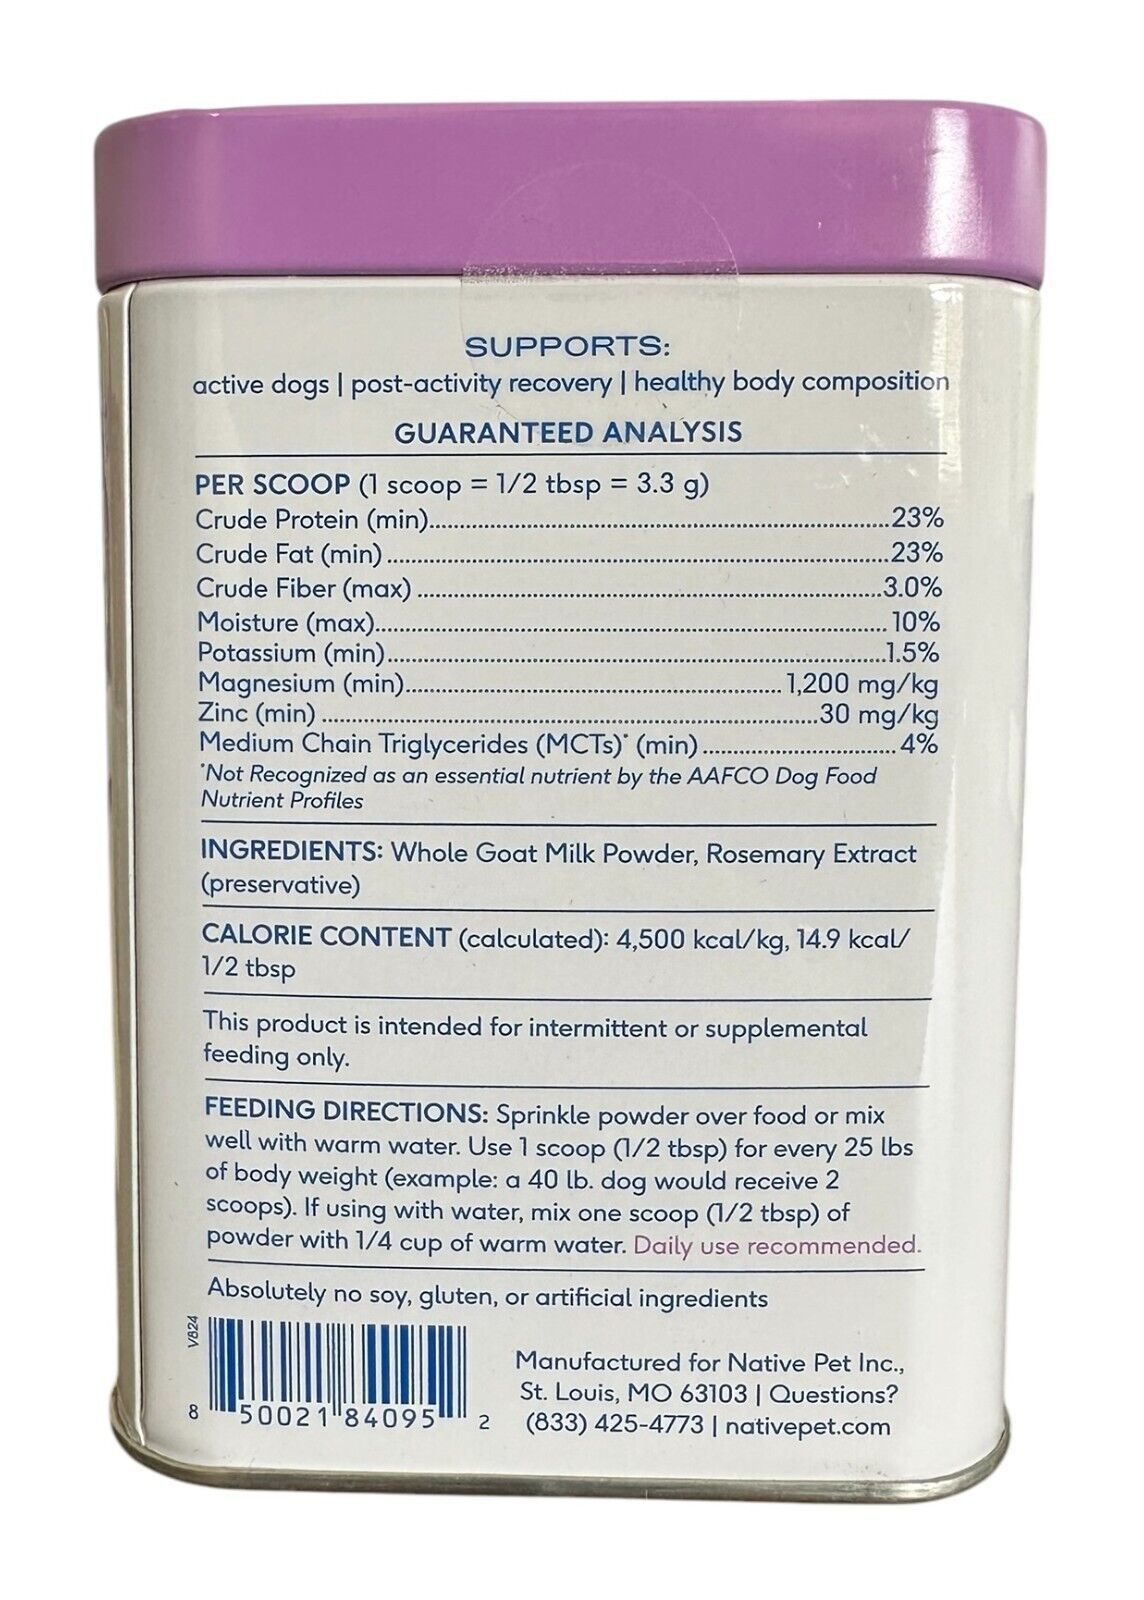 SUPPORTS:
active dogs | post-activity recovery | healthy body composition
GUARANTEED ANALYSIS
PER SCOOP (1 scoop = 1/2 tbsp = 3.3 g)
Crude Protein (min)........23%
Crude Fat (min)........23%
Crude Fiber (max)........3.0%
Moisture (max)........10%
Potassium (min)........1.5%
Magnesium (min)........1,200 mg/kg
Zinc (min)........30 mg/kg
Medium Chain Triglycerides (MCTs)* (min)........4%
*Not Recognized as an essential nutrient by the AAFCO Dog Food
Nutrient Profiles
INGREDIENTS: Whole Goat Milk Powder, Rosemary Extract
(preservative)
CALORIE CONTENT (calculated): 4,500 kcal/kg, 14.9 kcal/
1/2 tbsp
This product is intended for intermittent or supplemental
feeding only.
FEEDING DIRECTIONS: Sprinkle powder over food or mix
well with warm water. Use 1 scoop (1/2 tbsp) for every 25 lbs
of body weight (example: a 40 lb. dog would receive 2
scoops). If using with water, mix one scoop (1/2 tbsp) of
powder with 1/4 cup of warm water. Daily use recommended.
Absolutely no soy, gluten, or artificial ingredients
V824
8 50021 84095 2
Manufactured for Native Pet Inc.,
St. Louis, MO 63103 | Questions?
(833) 425-4773 | nativepet.com